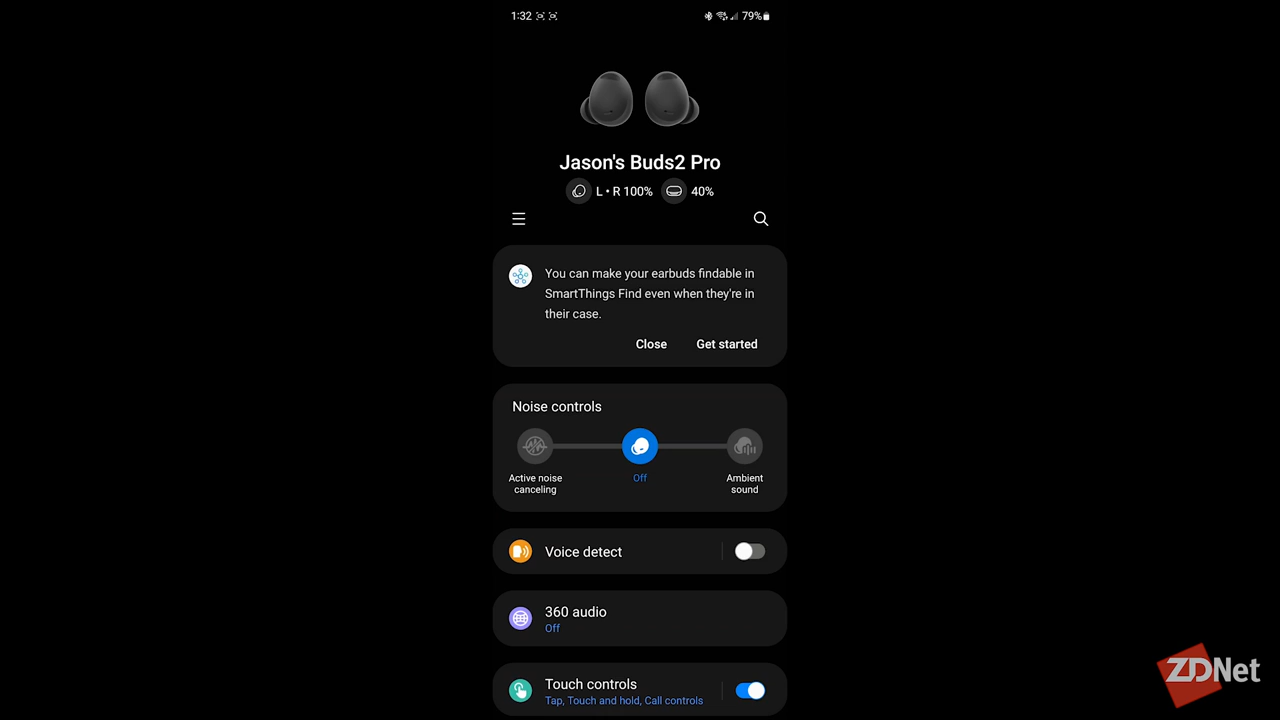 1:32
79%
Jason's Buds2 Pro
L • R 100% 40%
You can make your earbuds findable in
SmartThings Find even when they're in
their case.
Close Get started
Noise controls
Active noise
canceling
Off
Ambient
sound
Voice detect
360 audio
Off
Touch controls
Tap, Touch and hold, Call controls
ZDNet